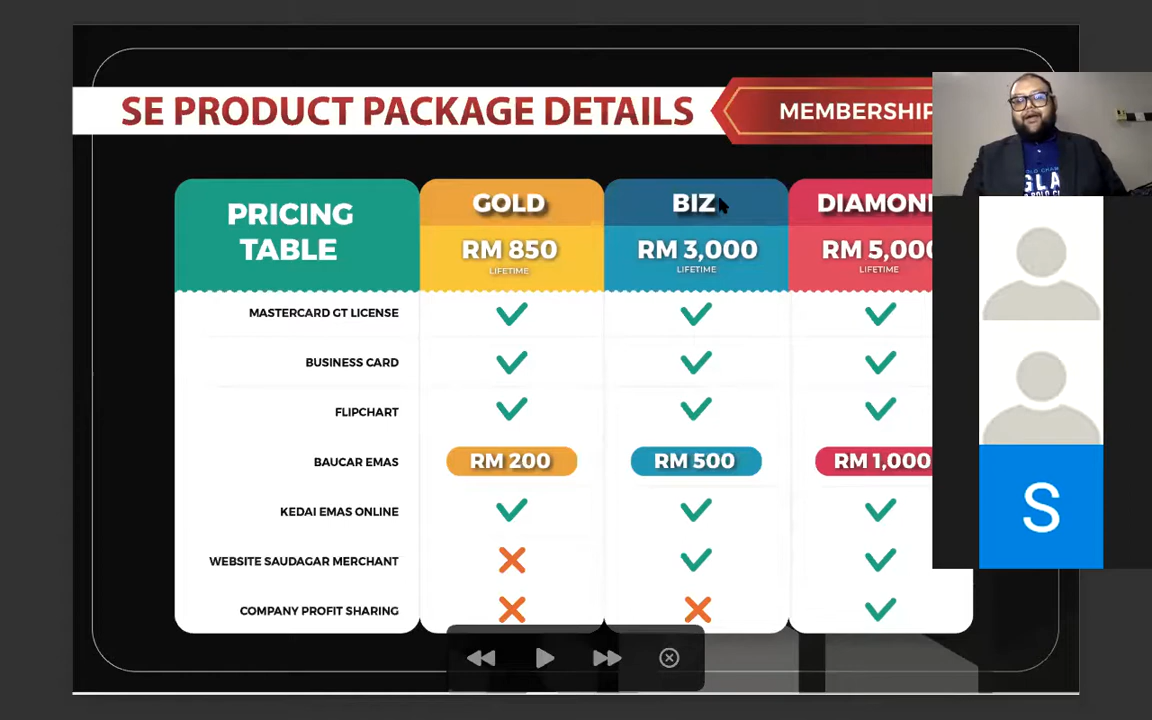 SE PRODUCT PACKAGE DETAILS
MEMBERSHIP
PRICING
TABLE
GOLD
BIZ
DIAMON
RM 850
RM 3,000
RM 5,000
LIFETIME
LIFETIME
LIFETIME
MASTERCARD GT LICENSE
BUSINESS CARD
FLIPCHART
BAUCAR EMAS
RM 200
RM 500
RM 1,000
KEDAI EMAS ONLINE
WEBSITE SAUDAGAR MERCHANT
COMPANY PROFIT SHARING
GLA
S